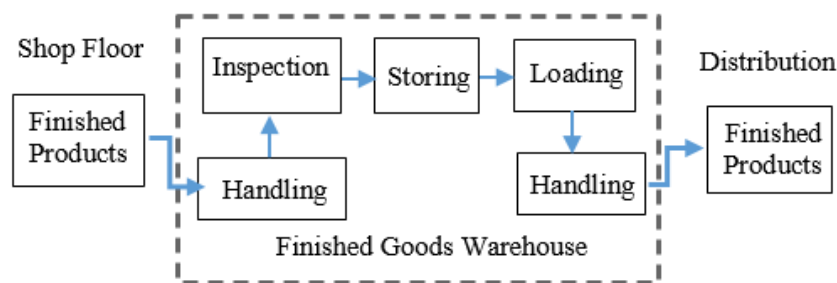 Shop Floor
Finished
Products
Handling
Inspection
Storing
Loading
Handling
Finished Goods Warehouse
Distribution
Finished
Products